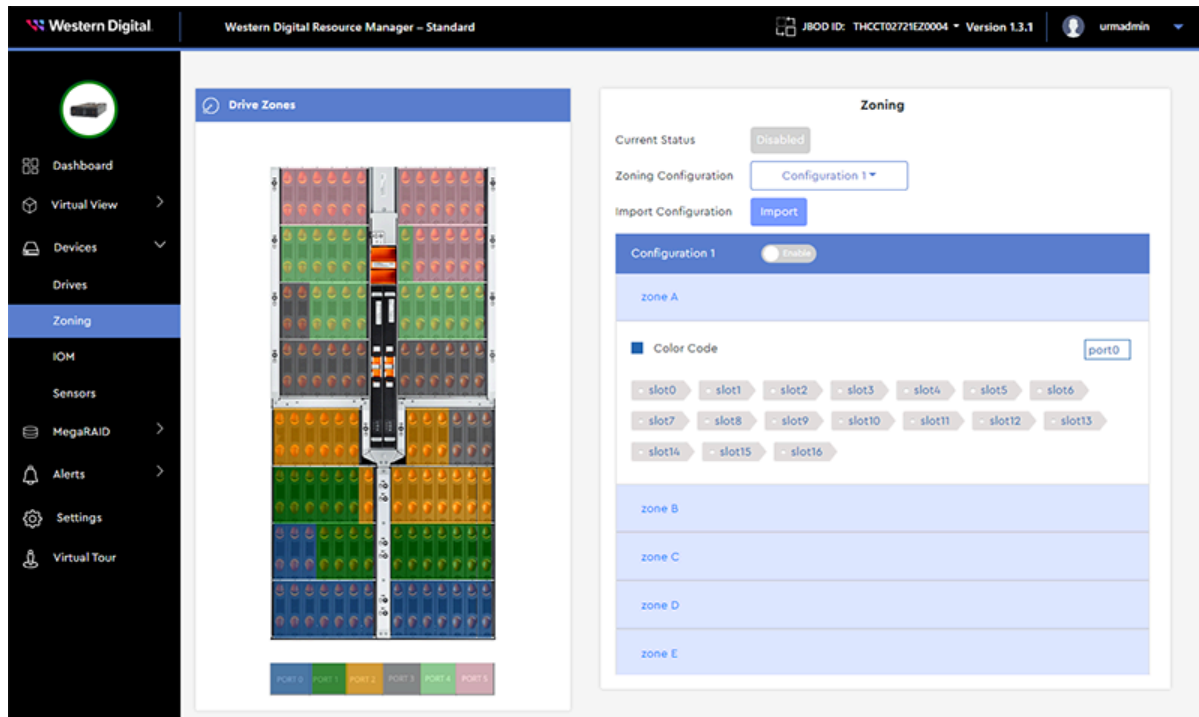 Western Digital.
Western Digital Resource Manager – Standard
JBOD ID: THCCT02721EZ0004
Version 1.3.1
urmadmin
Dashboard
Virtual View
Devices
Drives
Zoning
IOM
Sensors
MegaRAID
Alerts
Settings
Virtual Tour
Drive Zones
PORT 0 PORT 1 PORT 2 PORT 3 PORT 4 PORT 5
Zoning
Current Status Disabled
Zoning Configuration Configuration 1
Import Configuration Import
Configuration 1 Enable
zone A
Color Code port0
slot0 slot1 slot2 slot3 slot4 slot5 slot6
slot7 slot8 slot9 slot10 slot11 slot12 slot13
slot14 slot15 slot16
zone B
zone C
zone D
zone E